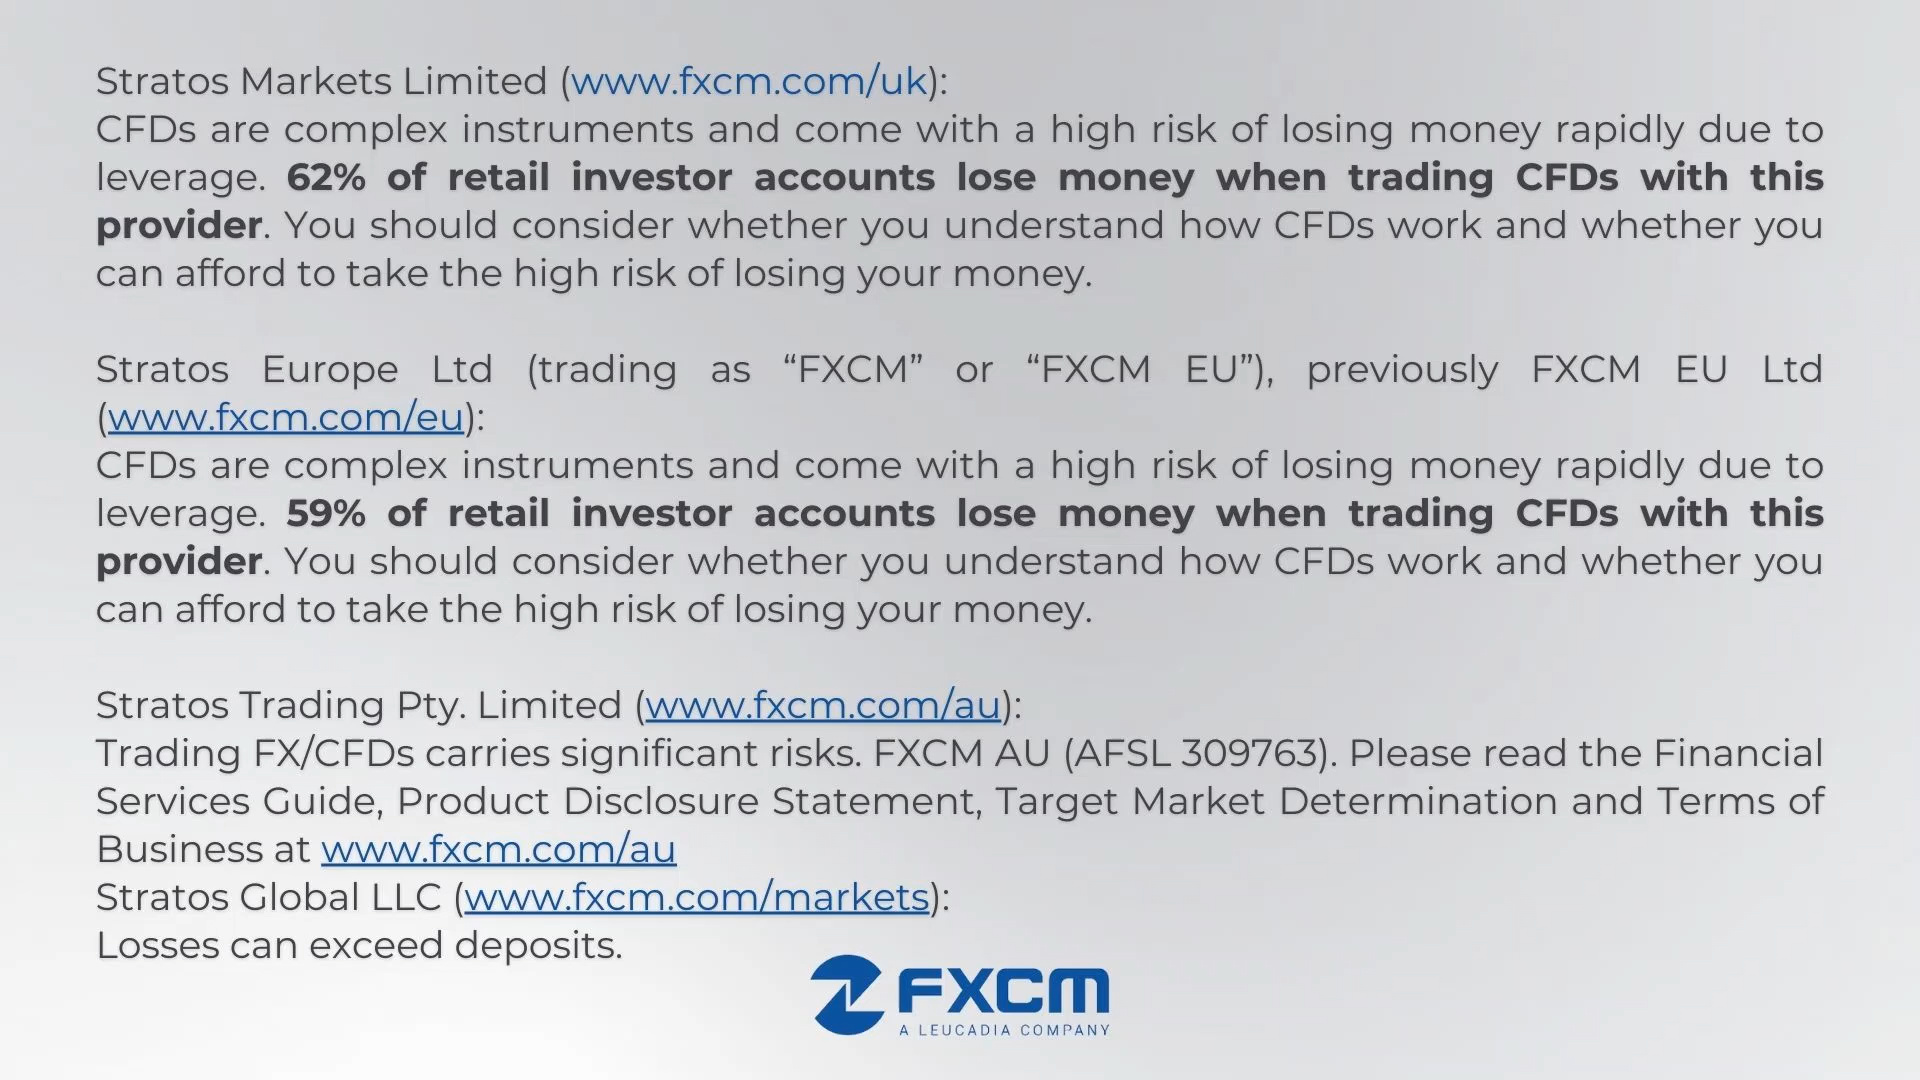 Stratos Markets Limited (www.fxcm.com/uk):
CFDs are complex instruments and come with a high risk of losing money rapidly due to
leverage. 62% of retail investor accounts lose money when trading CFDs with this
provider. You should consider whether you understand how CFDs work and whether you
can afford to take the high risk of losing your money.
Stratos Europe Ltd (trading as “FXCM” or “FXCM EU”), previously FXCM EU Ltd
(www.fxcm.com/eu):
CFDs are complex instruments and come with a high risk of losing money rapidly due to
leverage. 59% of retail investor accounts lose money when trading CFDs with this
provider. You should consider whether you understand how CFDs work and whether you
can afford to take the high risk of losing your money.
Stratos Trading Pty. Limited (www.fxcm.com/au):
Trading FX/CFDs carries significant risks. FXCM AU (AFSL 309763). Please read the Financial
Services Guide, Product Disclosure Statement, Target Market Determination and Terms of
Business at www.fxcm.com/au
Stratos Global LLC (www.fxcm.com/markets):
Losses can exceed deposits.
FXCM
A LEUCADIA COMPANY